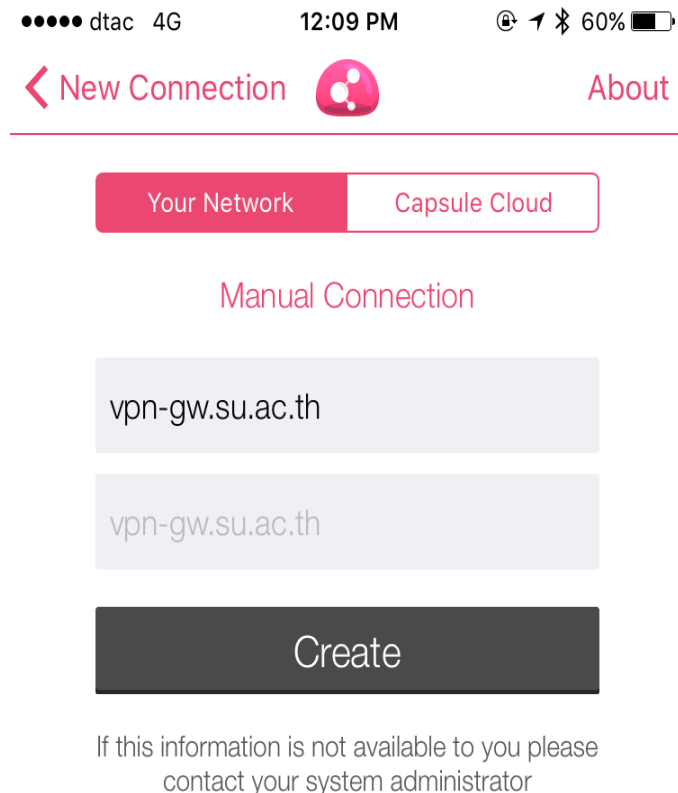 dtac 4G 12:09 PM 60%
New Connection About
Your Network Capsule Cloud
Manual Connection
vpn-gw.su.ac.th
vpn-gw.su.ac.th
Create
If this information is not available to you please
contact your system administrator